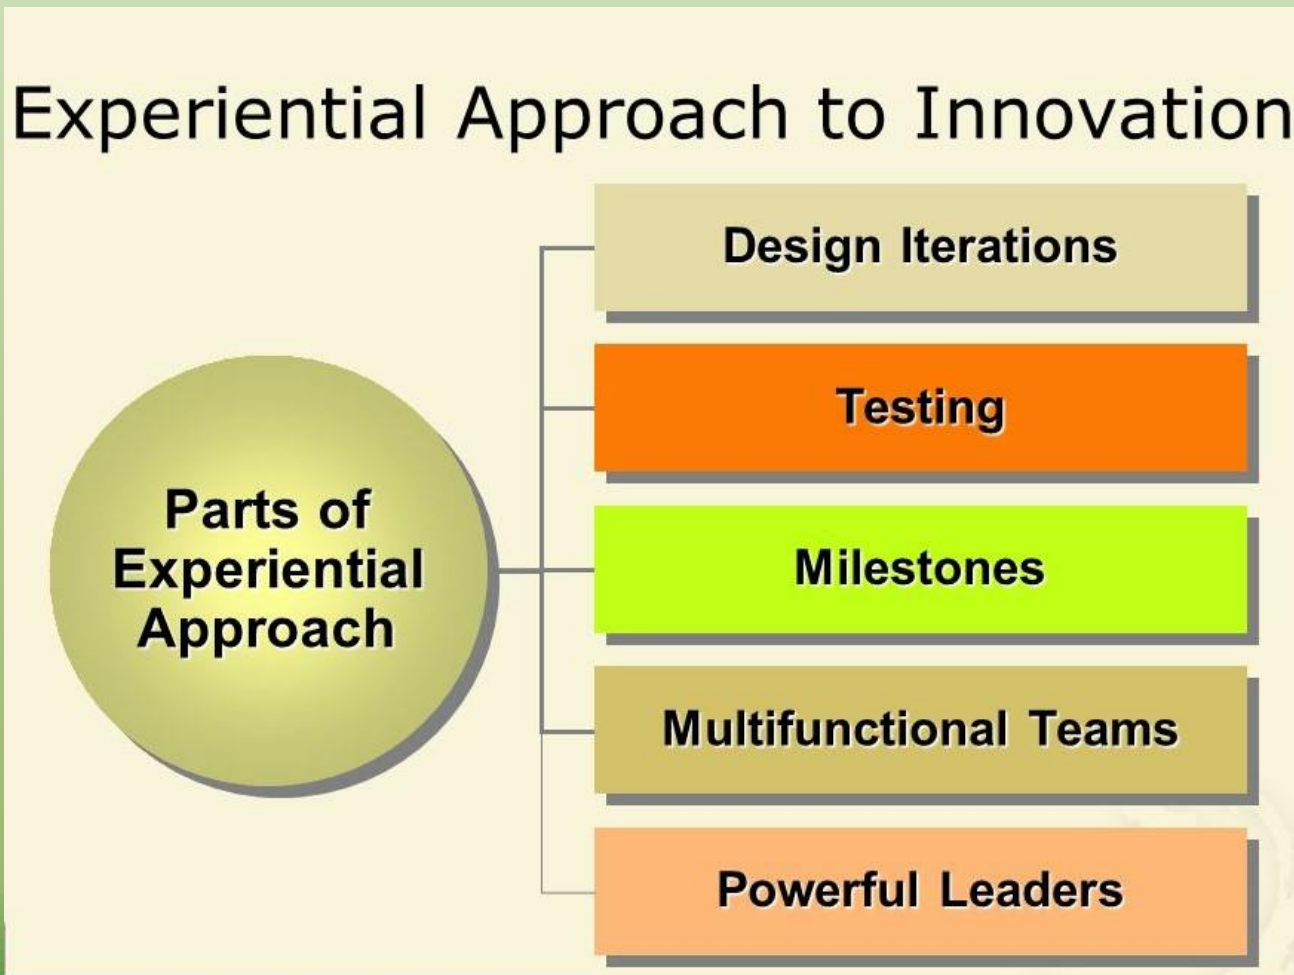 Experiential Approach to Innovation
Design Iterations
Testing
Parts of
Experiential
Approach
Milestones
Multifunctional Teams
Powerful Leaders